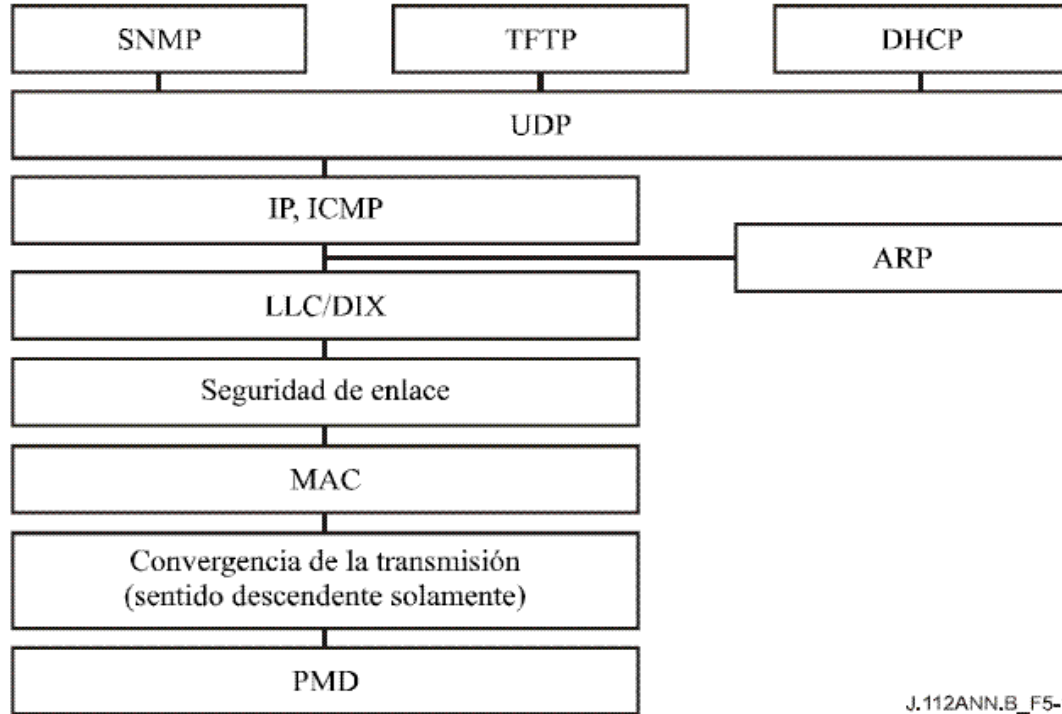 SNMP
TFTP
DHCP
UDP
IP, ICMP
ARP
LLC/DIX
Seguridad de enlace
MAC
Convergencia de la transmisión
(sentido descendente solamente)
PMD
J.112ANN.B_F5-